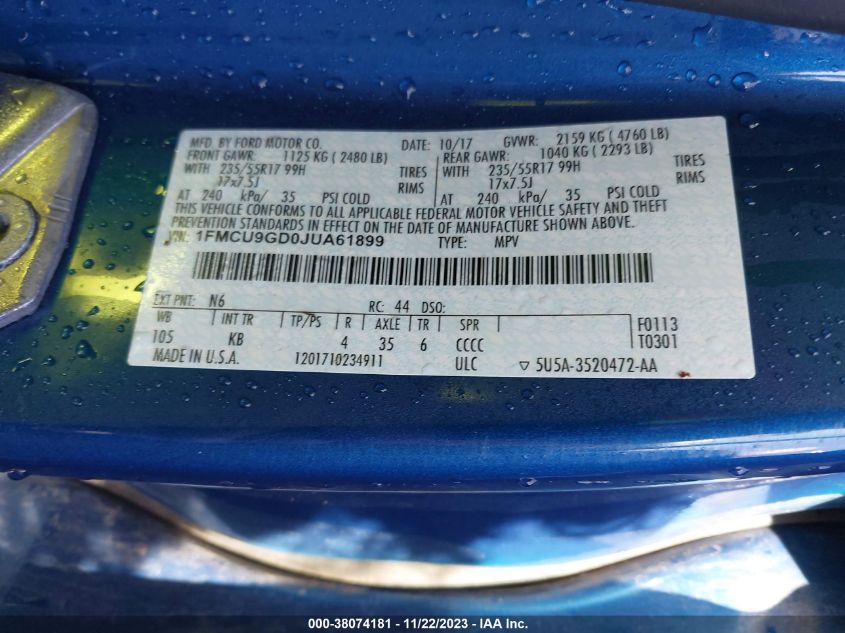 MFD. BY FORD MOTOR CO. DATE: 10/17 GVWR: 2159 KG ( 4760 LB)
FRONT GAWR: 1125 KG ( 2480 LB) REAR GAWR: 1040 KG ( 2293 LB)
WITH 235/55R17 99H TIRES WITH 235/55R17 99H TIRES
17x7.5J RIMS 17x7.5J RIMS
AT 240 kPa/ 35 PSI COLD AT 240 kPa/ 35 PSI COLD
THIS VEHICLE CONFORMS TO ALL APPLICABLE FEDERAL MOTOR VEHICLE SAFETY AND THEFT
PREVENTION STANDARDS IN EFFECT ON THE DATE OF MANUFACTURE SHOWN ABOVE.
VIN: 1FMCU9GD0JUA61899 TYPE: MPV
EXT PNT: N6 RC: 44 DSO:
WB INT TR TP/PS R AXLE TR SPR F0113
105 KB 4 35 6 CCCC T0301
MADE IN U.S.A. 1201710234911 ULC ▽ 5U5A-3520472-AA
000-38074181 - 11/22/2023 - IAA Inc.